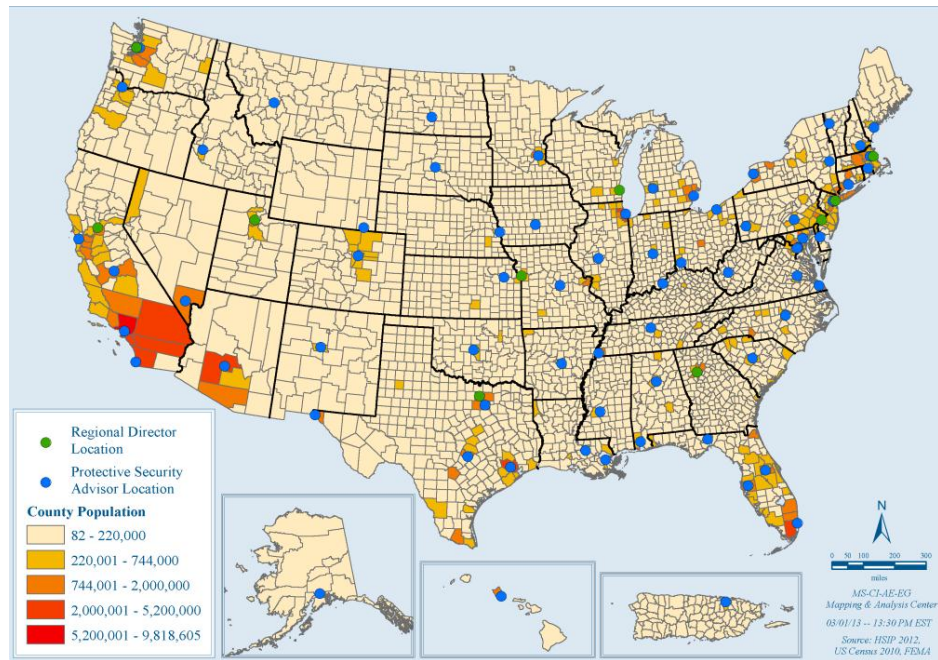 Regional Director
Location
Protective Security
Advisor Location
County Population
82 - 220,000
220,001 - 744,000
744,001 - 2,000,000
2,000,001 - 5,200,000
5,200,001 - 9,818,605
N
0 50 100 200 300
miles
MS-CI-AE-EG
Mapping & Analysis Center
03/01/13 -- 13:30 PM EST
Source: HSIP 2012,
US Census 2010, FEMA